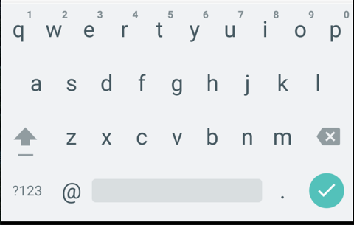 1 2 3 4 5 6 7 8 9 0
q w e r t y u i o p
a s d f g h j k l
z x c v b n m
?123 @ .